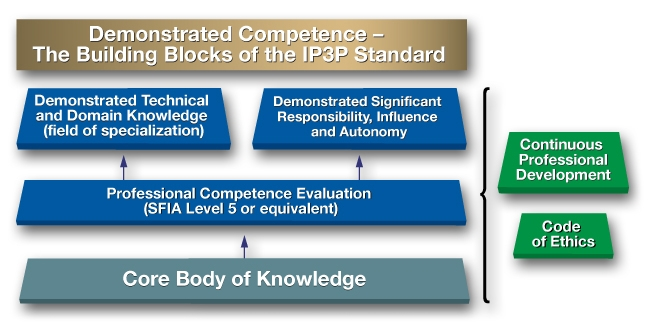 Demonstrated Competence –
The Building Blocks of the IP3P Standard
Demonstrated Technical
and Domain Knowledge
(field of specialization)
Demonstrated Significant
Responsibility, Influence
and Autonomy
Professional Competence Evaluation
(SFIA Level 5 or equivalent)
Core Body of Knowledge
Continuous
Professional
Development
Code
of Ethics